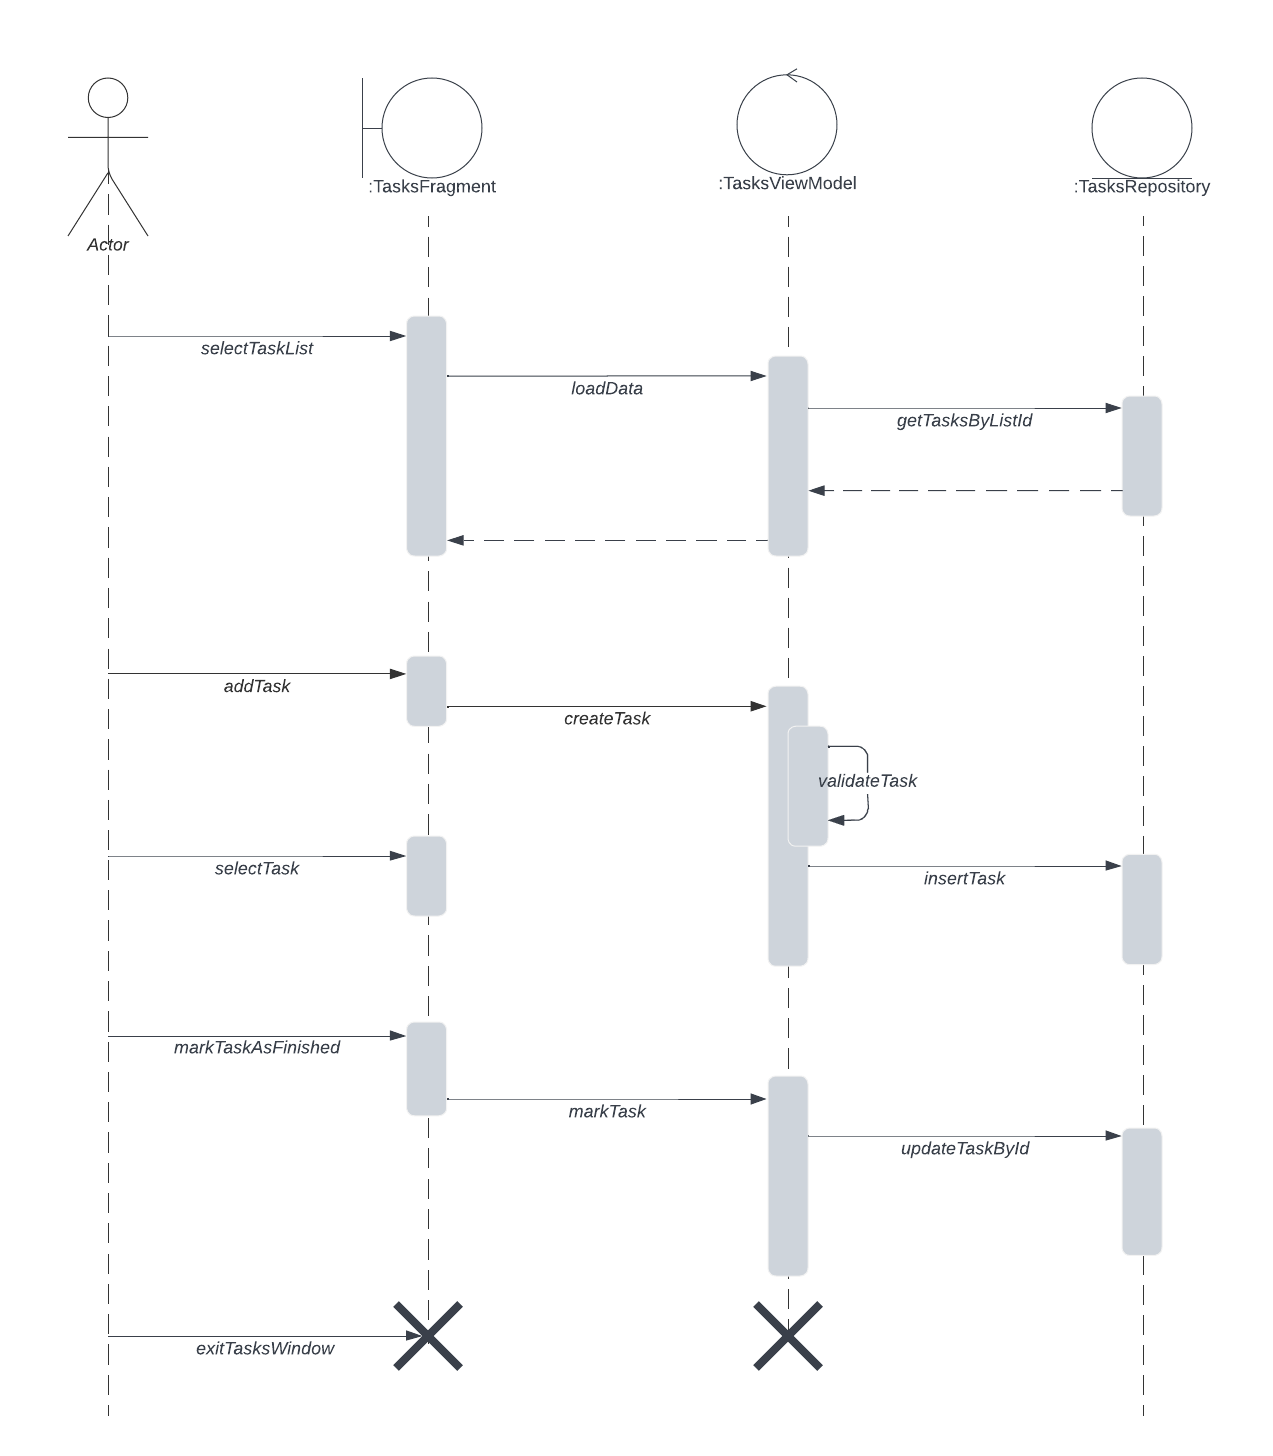 Actor
:TasksFragment
:TasksViewModel
:TasksRepository
selectTaskList
loadData
getTasksByListId
addTask
createTask
validateTask
selectTask
insertTask
markTaskAsFinished
markTask
updateTaskById
exitTasksWindow